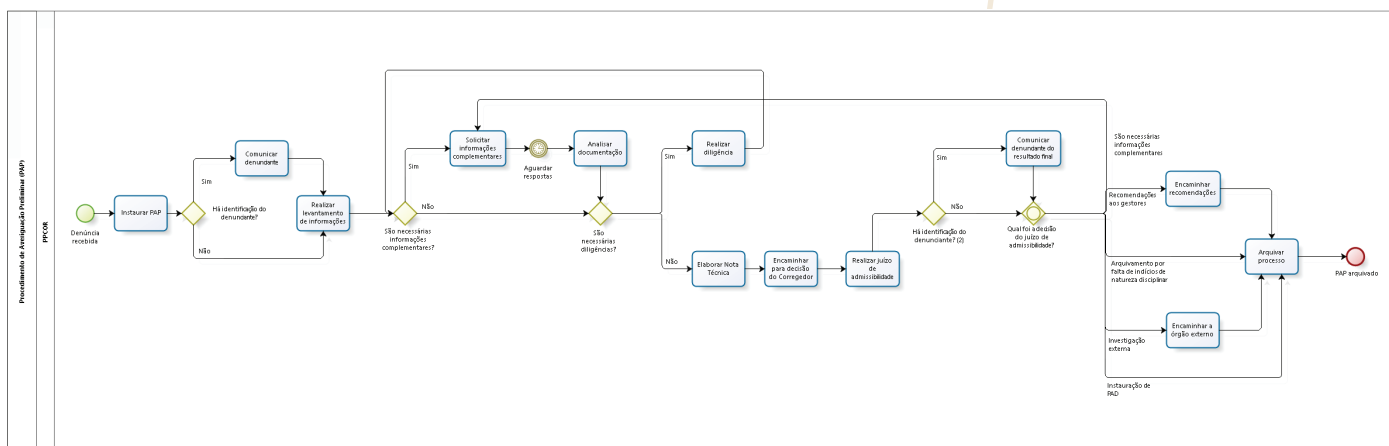 Procedimento de Averiguação Preliminar (PAP)
PPCOR
Denúncia
recebida
Instaurar PAP
Há identificação do
denunciante?
Sim
Não
Comunicar
denunciante
Realizar
levantamento
de informações
São necessárias
informações
complementares?
Sim
Não
Solicitar
informações
complementares
Aguardar
respostas
Analisar
documentação
São
necessárias
diligências?
Sim
Não
Realizar
diligência
Elaborar Nota
Técnica
Encaminhar
para decisão
do Corregedor
Realizar juízo
de
admissibilidade
Há identificação do
denunciante? (2)
Sim
Não
Comunicar
denunciante do
resultado final
Qual foi a decisão
do juízo de
admissibilidade?
São necessárias
informações
complementares
Recomendações
aos gestores
Encaminhar
recomendações
Arquivamento por
falta de indícios de
natureza disciplinar
Investigação
externa
Encaminhar a
órgão externo
Instauração de
PAD
Arquivar
processo
PAP arquivado